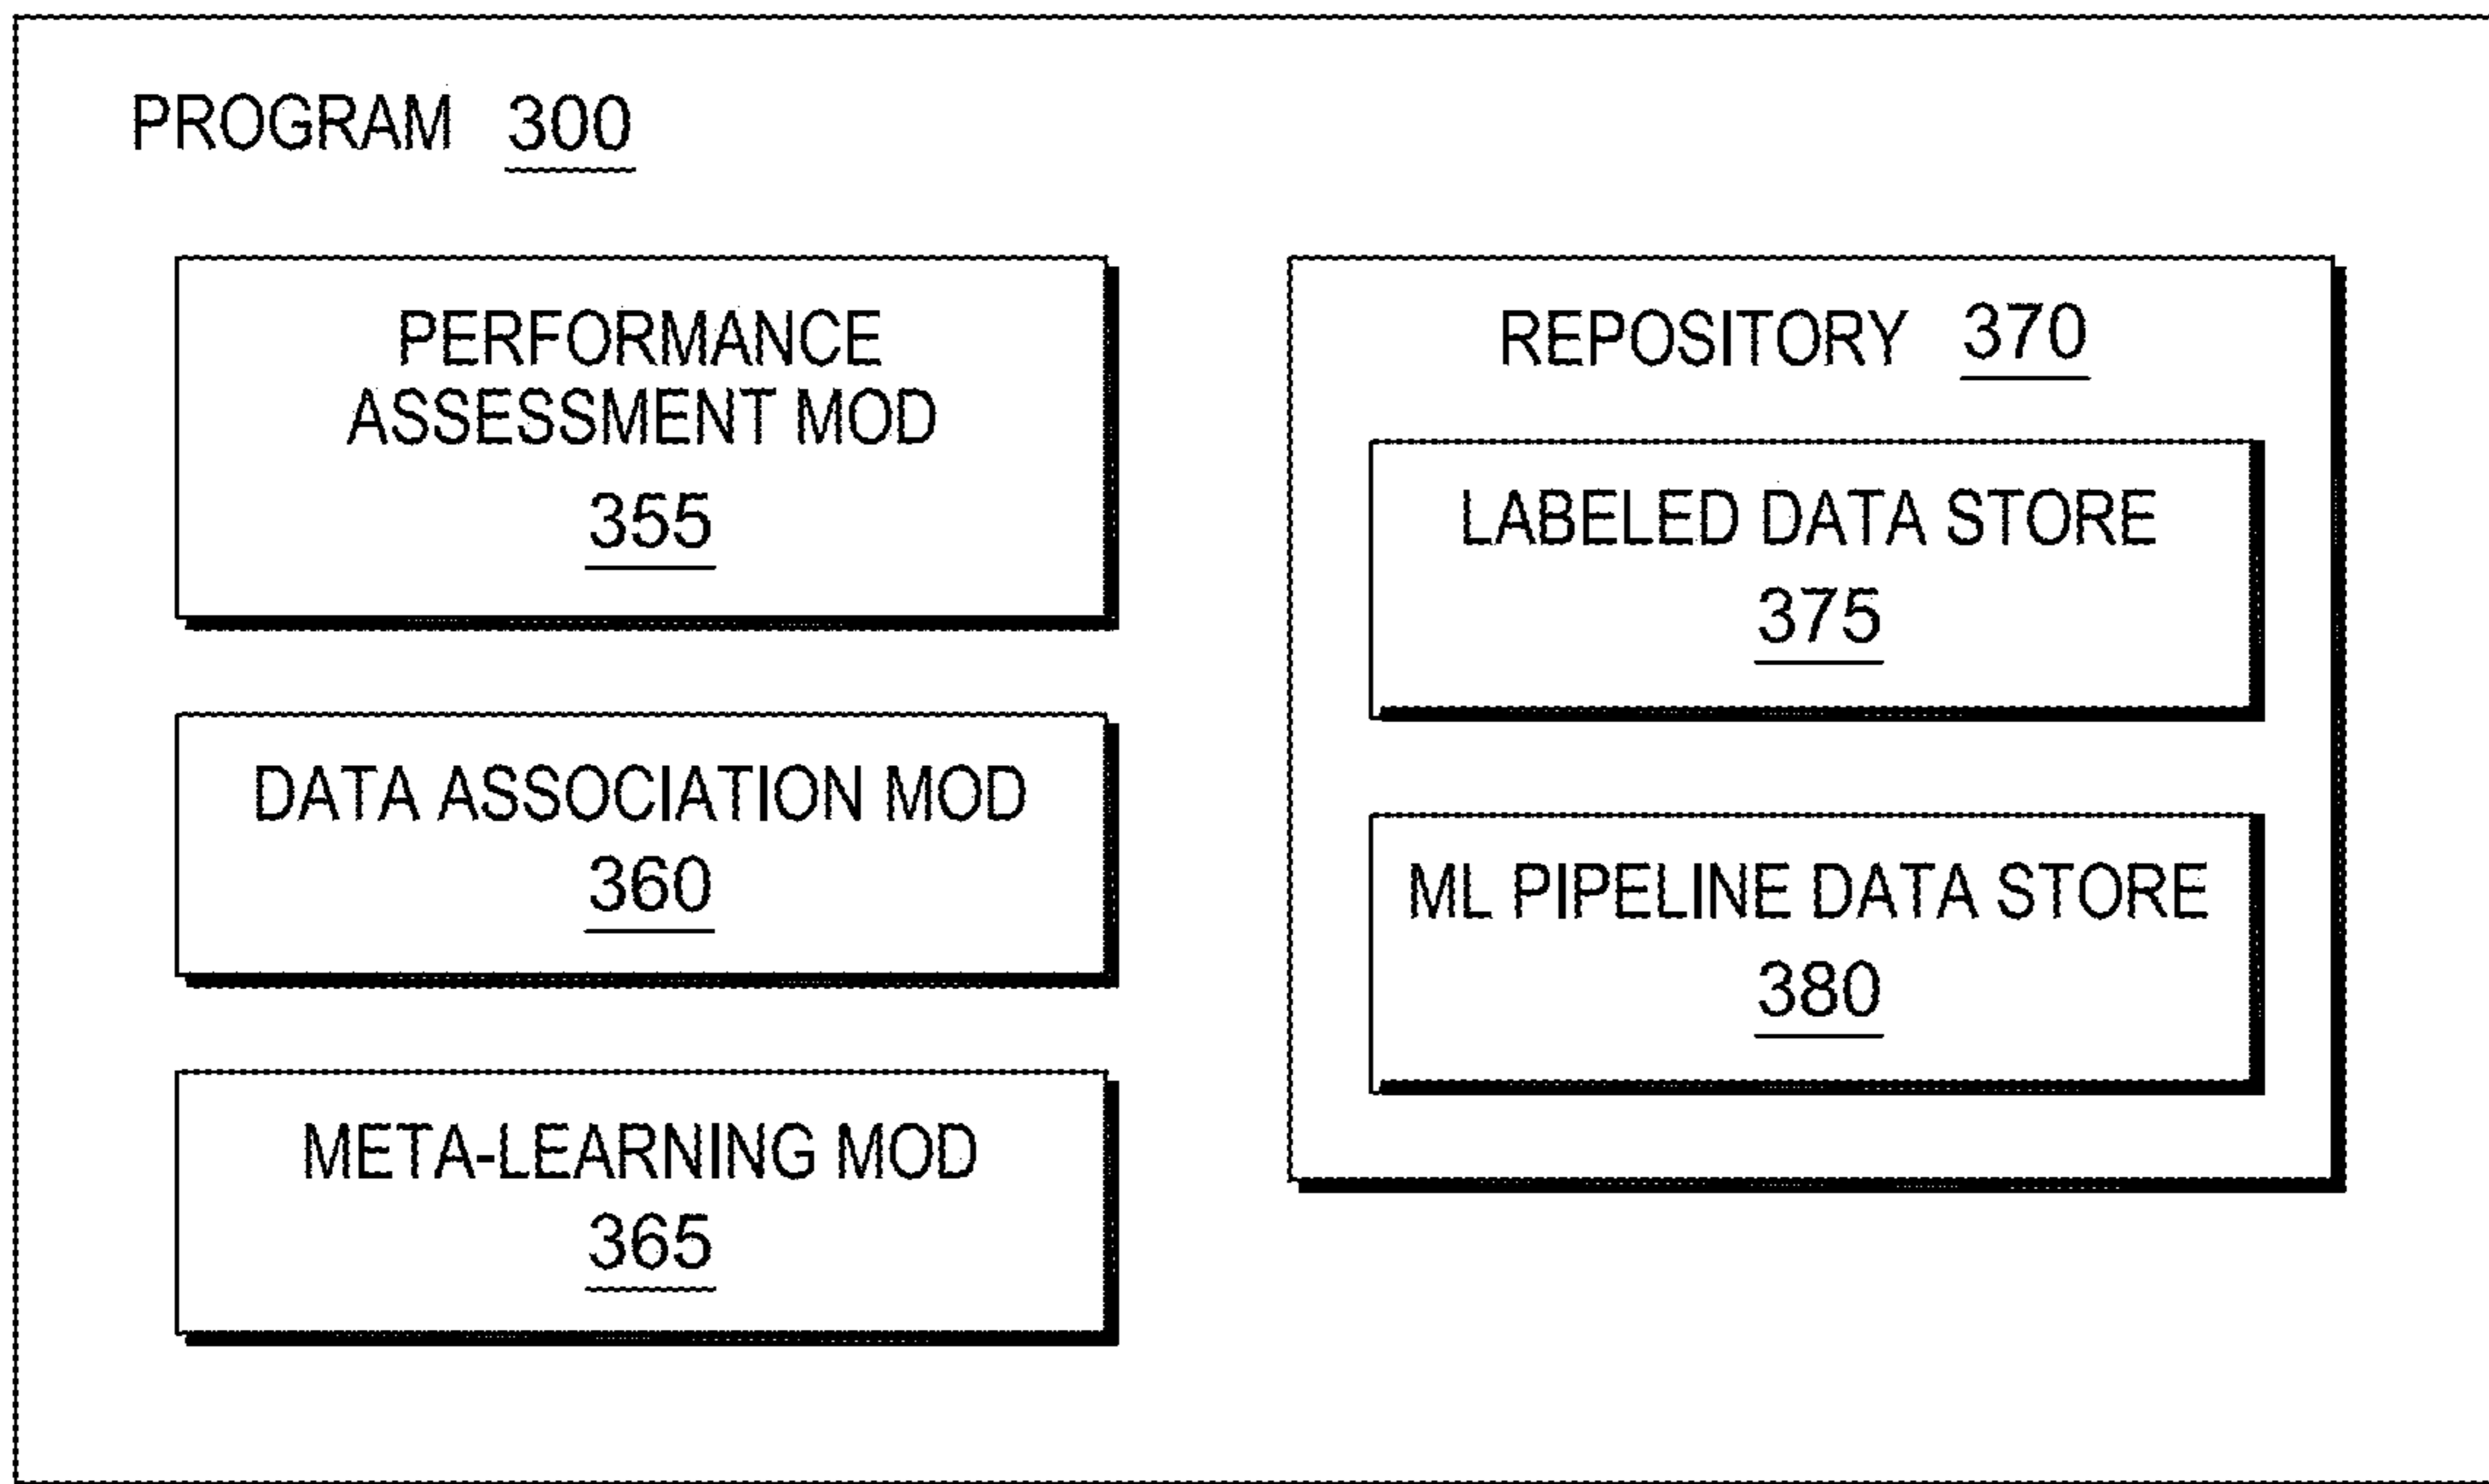 PROGRAM 300
PERFORMANCE
ASSESSMENT MOD
355
DATA ASSOCIATION MOD
360
META-LEARNING MOD
365
REPOSITORY 370
LABELED DATA STORE
375
ML PIPELINE DATA STORE
380